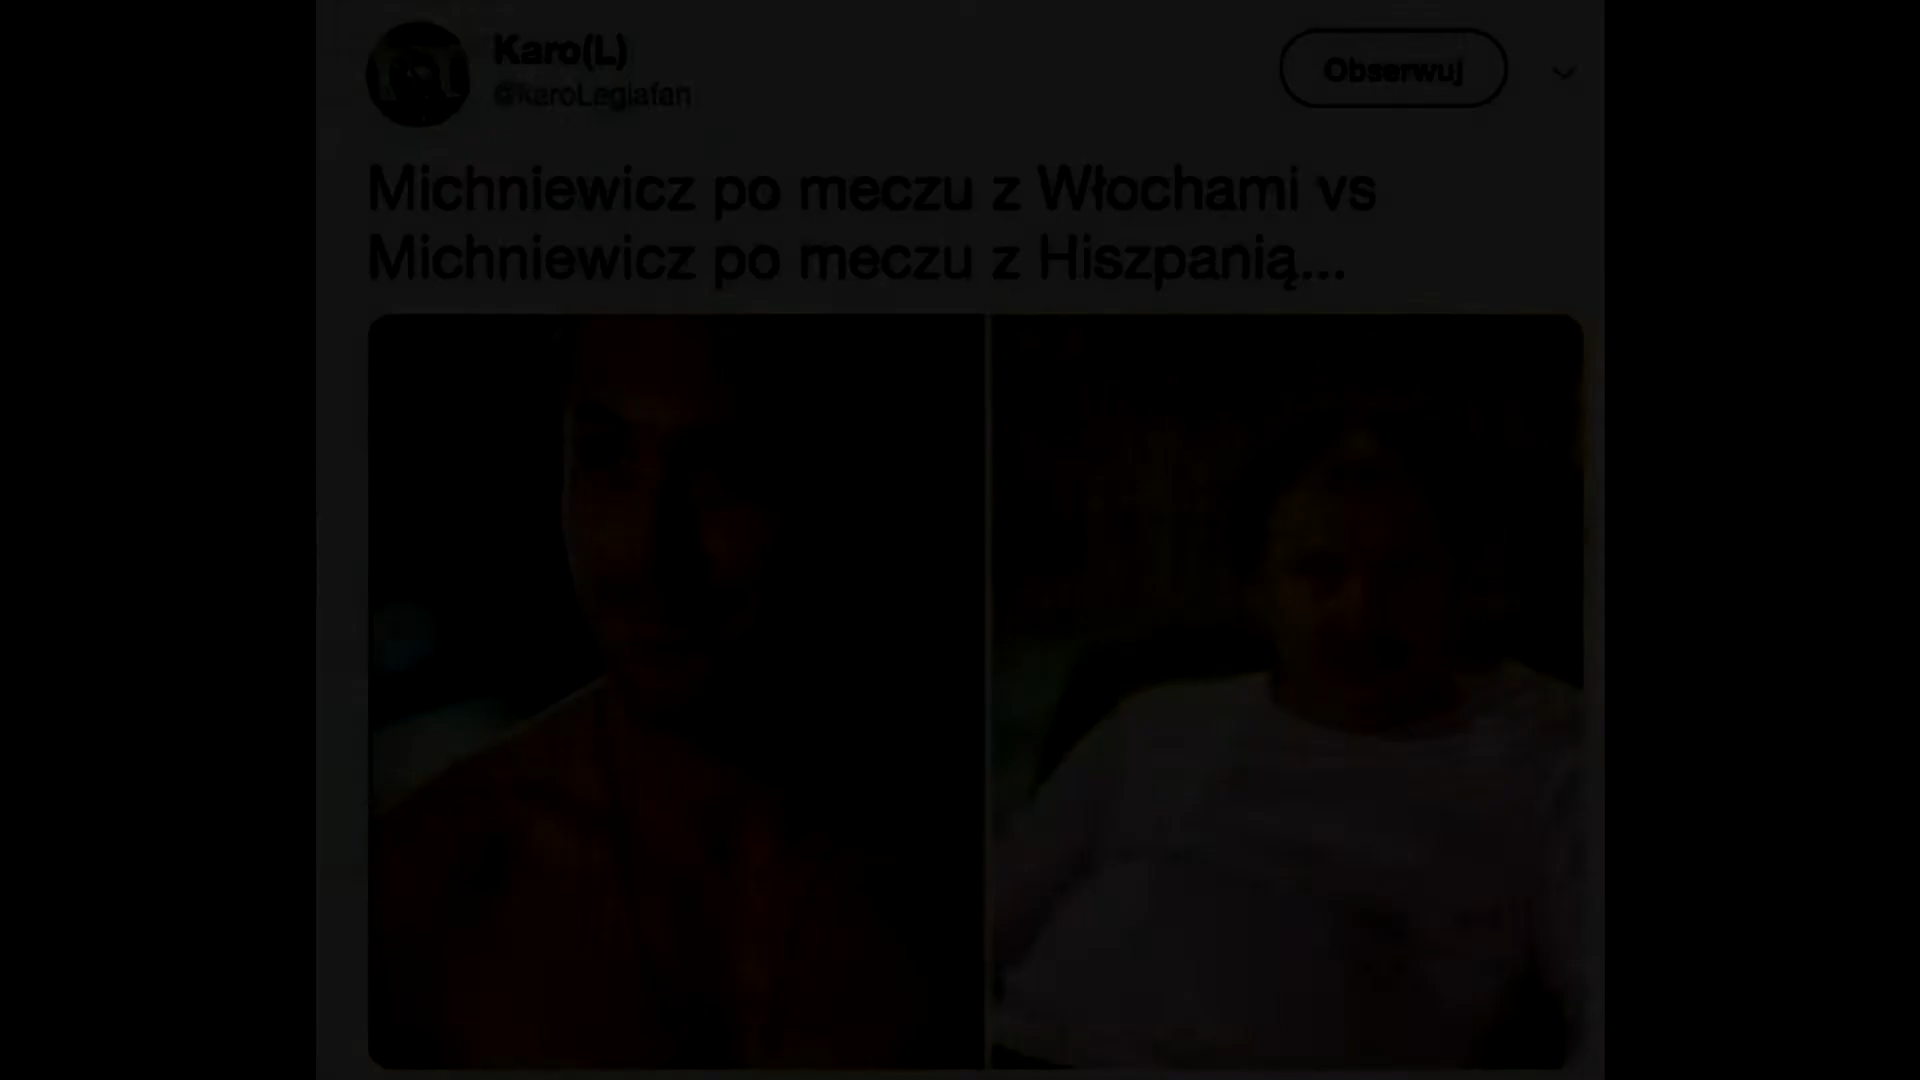 Karo(L)
@karoLegiafan
Obserwuj
Michniewicz po meczu z Włochami vs
Michniewicz po meczu z Hiszpanią...